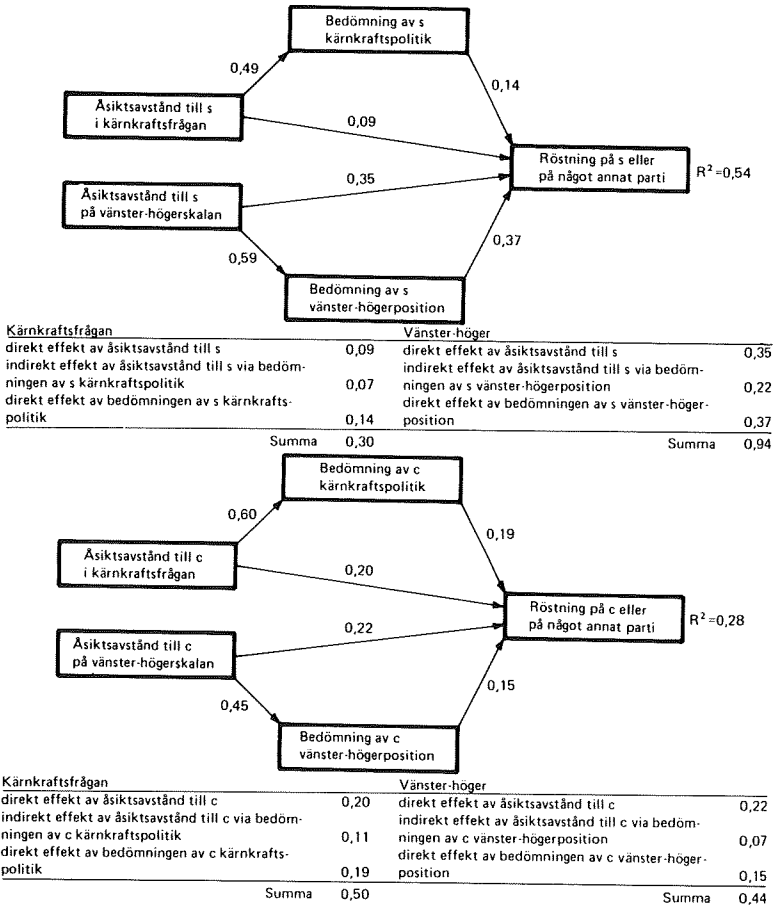 Bedömning av s
kärnkraftspolitik
0,49
0,14
Åsiktsavstånd till s
i kärnkraftsfrågan
0,09
Röstning på s eller
på något annat parti
R²=0,54
0,35
Åsiktsavstånd till s
på vänster-högerskalan
0,59
0,37
Bedömning av s
vänster-högerposition
Kärnkraftsfrågan
direkt effekt av åsiktsavstånd till s 0,09
indirekt effekt av åsiktsavstånd till s via bedöm-
ningen av s kärnkraftspolitik 0,07
direkt effekt av bedömningen av s kärnkrafts-
politik 0,14
Summa 0,30
Vänster-höger
direkt effekt av åsiktsavstånd till s 0,35
indirekt effekt av åsiktsavstånd till s via bedöm-
ningen av s vänster-högerposition 0,22
direkt effekt av bedömningen av s vänster-höger-
position 0,37
Summa 0,94
Bedömning av c
kärnkraftspolitik
0,60
0,19
Åsiktsavstånd till c
i kärnkraftsfrågan
0,20
Röstning på c eller
på något annat parti
R²=0,28
0,22
Åsiktsavstånd till c
på vänster-högerskalan
0,45
0,15
Bedömning av c
vänster-högerposition
Kärnkraftsfrågan
direkt effekt av åsiktsavstånd till c 0,20
indirekt effekt av åsiktsavstånd till c via bedöm-
ningen av c kärnkraftspolitik 0,11
direkt effekt av bedömningen av c kärnkrafts-
politik 0,19
Summa 0,50
Vänster-höger
direkt effekt av åsiktsavstånd till c 0,22
indirekt effekt av åsiktsavstånd till c via bedöm-
ningen av c vänster-högerposition 0,07
direkt effekt av bedömningen av c vänster-höger-
position 0,15
Summa 0,44